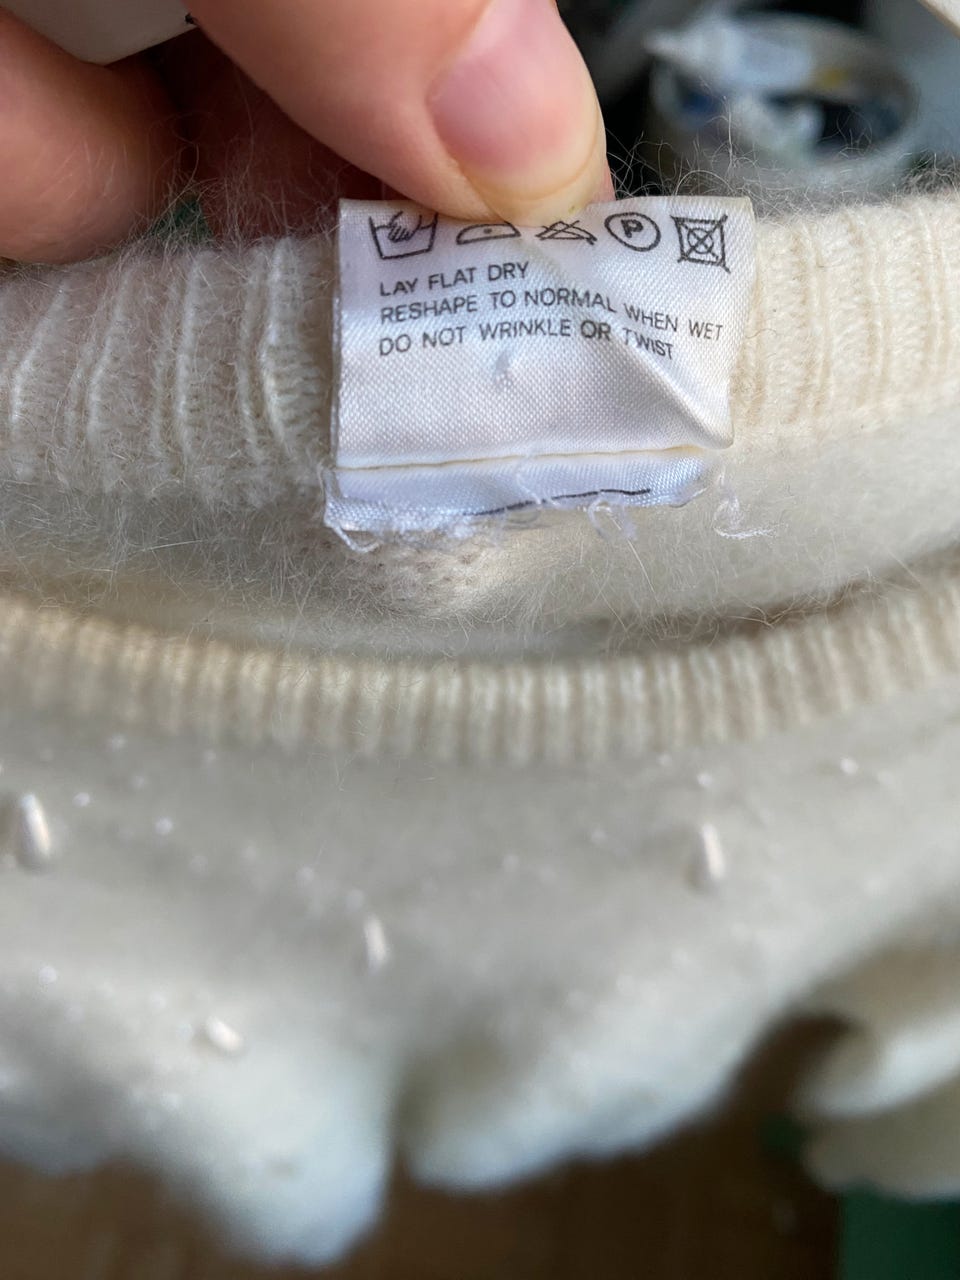 P
LAY FLAT DRY
RESHAPE TO NORMAL WHEN WET
DO NOT WRINKLE OR TWIST